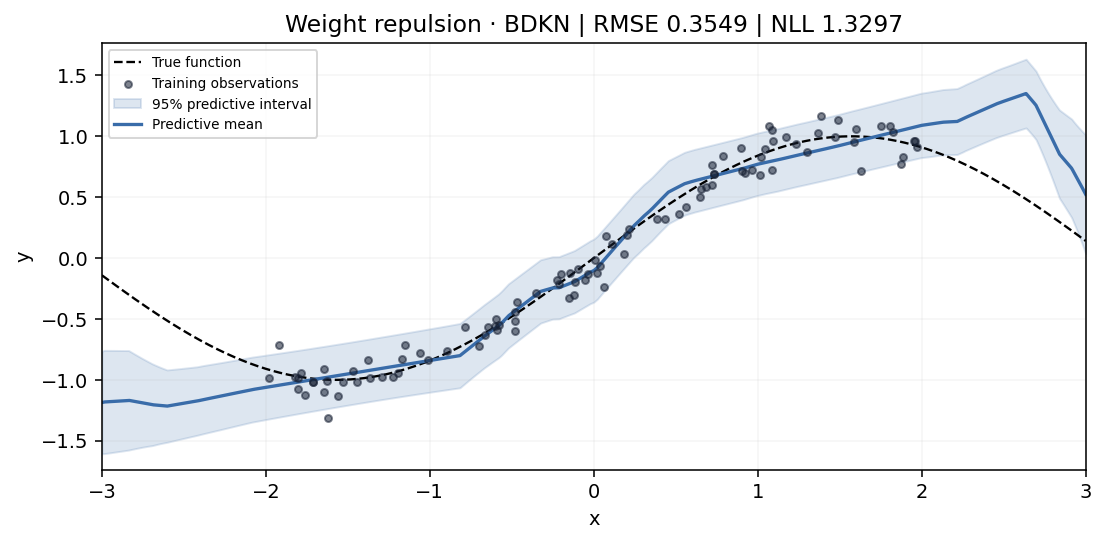 Weight repulsion · BDKN | RMSE 0.3549 | NLL 1.3297
True function
Training observations
95% predictive interval
Predictive mean
1.5
1.0
0.5
0.0
−0.5
−1.0
−1.5
y
−3 −2 −1 0 1 2 3
x